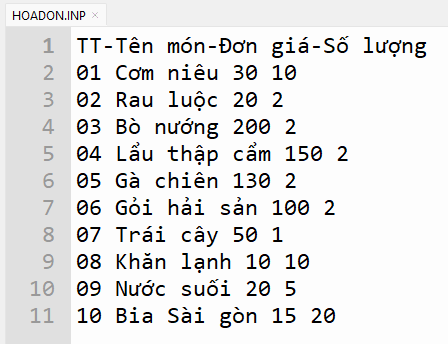 HOADON.INP
1 TT-Tên món-Đơn giá-Số lượng
2 01 Cơm niêu 30 10
3 02 Rau luộc 20 2
4 03 Bò nướng 200 2
5 04 Lẩu thập cẩm 150 2
6 05 Gà chiên 130 2
7 06 Gỏi hải sản 100 2
8 07 Trái cây 50 1
9 08 Khăn lạnh 10 10
10 09 Nước suối 20 5
11 10 Bia Sài gòn 15 20